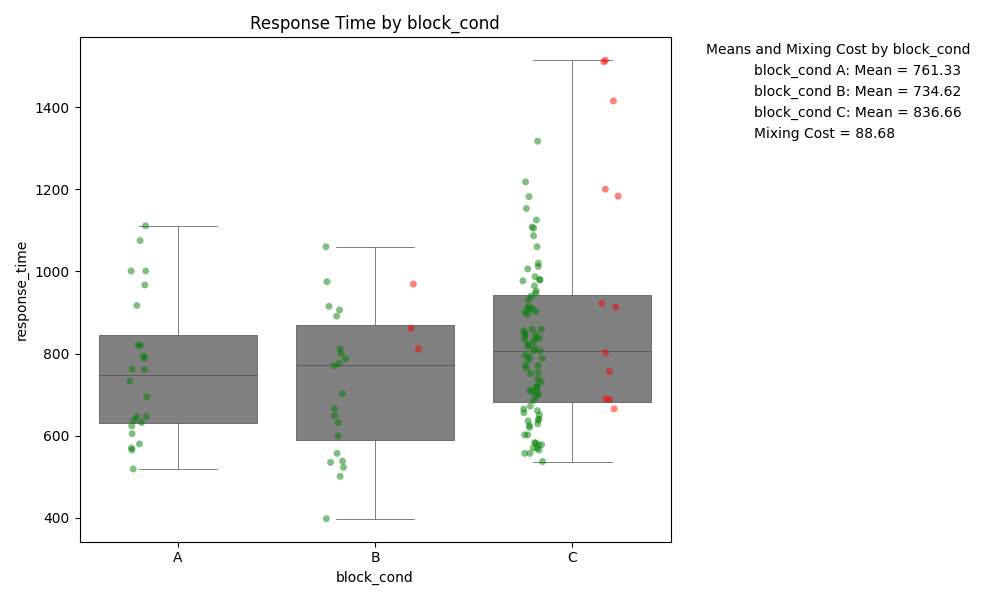 Response Time by block_cond
Means and Mixing Cost by block_cond
block_cond A: Mean = 761.33
block_cond B: Mean = 734.62
block_cond C: Mean = 836.66
Mixing Cost = 88.68
response_time
1400
1200
1000
800
600
400
A
B
C
block_cond